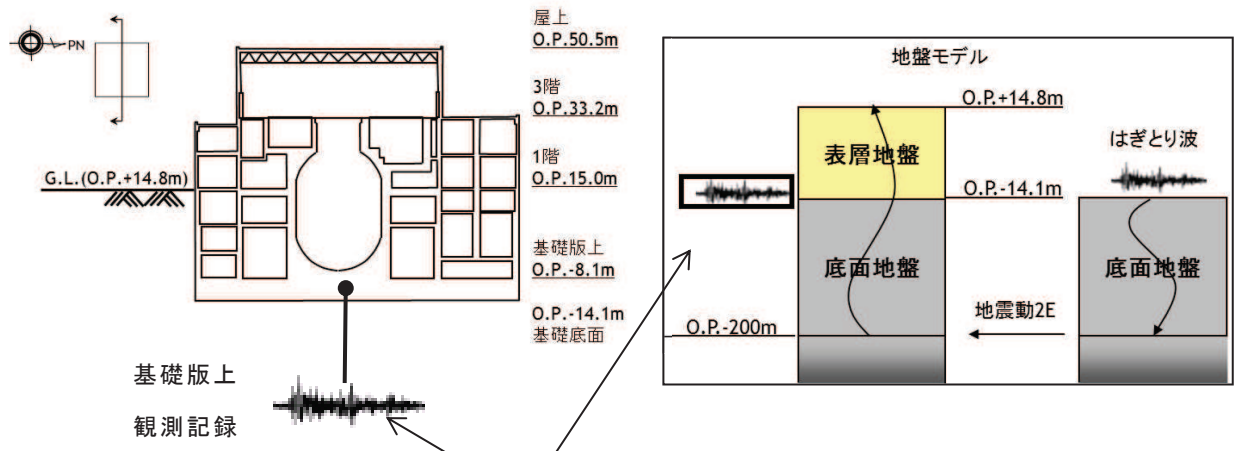 PN
屋上
O.P.50.5m
3階
O.P.33.2m
1階
O.P.15.0m
G.L.(O.P.+14.8m)
基礎版上
O.P.-8.1m
O.P.-14.1m
基礎底面
基礎版上
観測記録
地盤モデル
O.P.+14.8m
表層地盤
はぎとり波
O.P.-14.1m
底面地盤
底面地盤
地震動2E
O.P.-200m